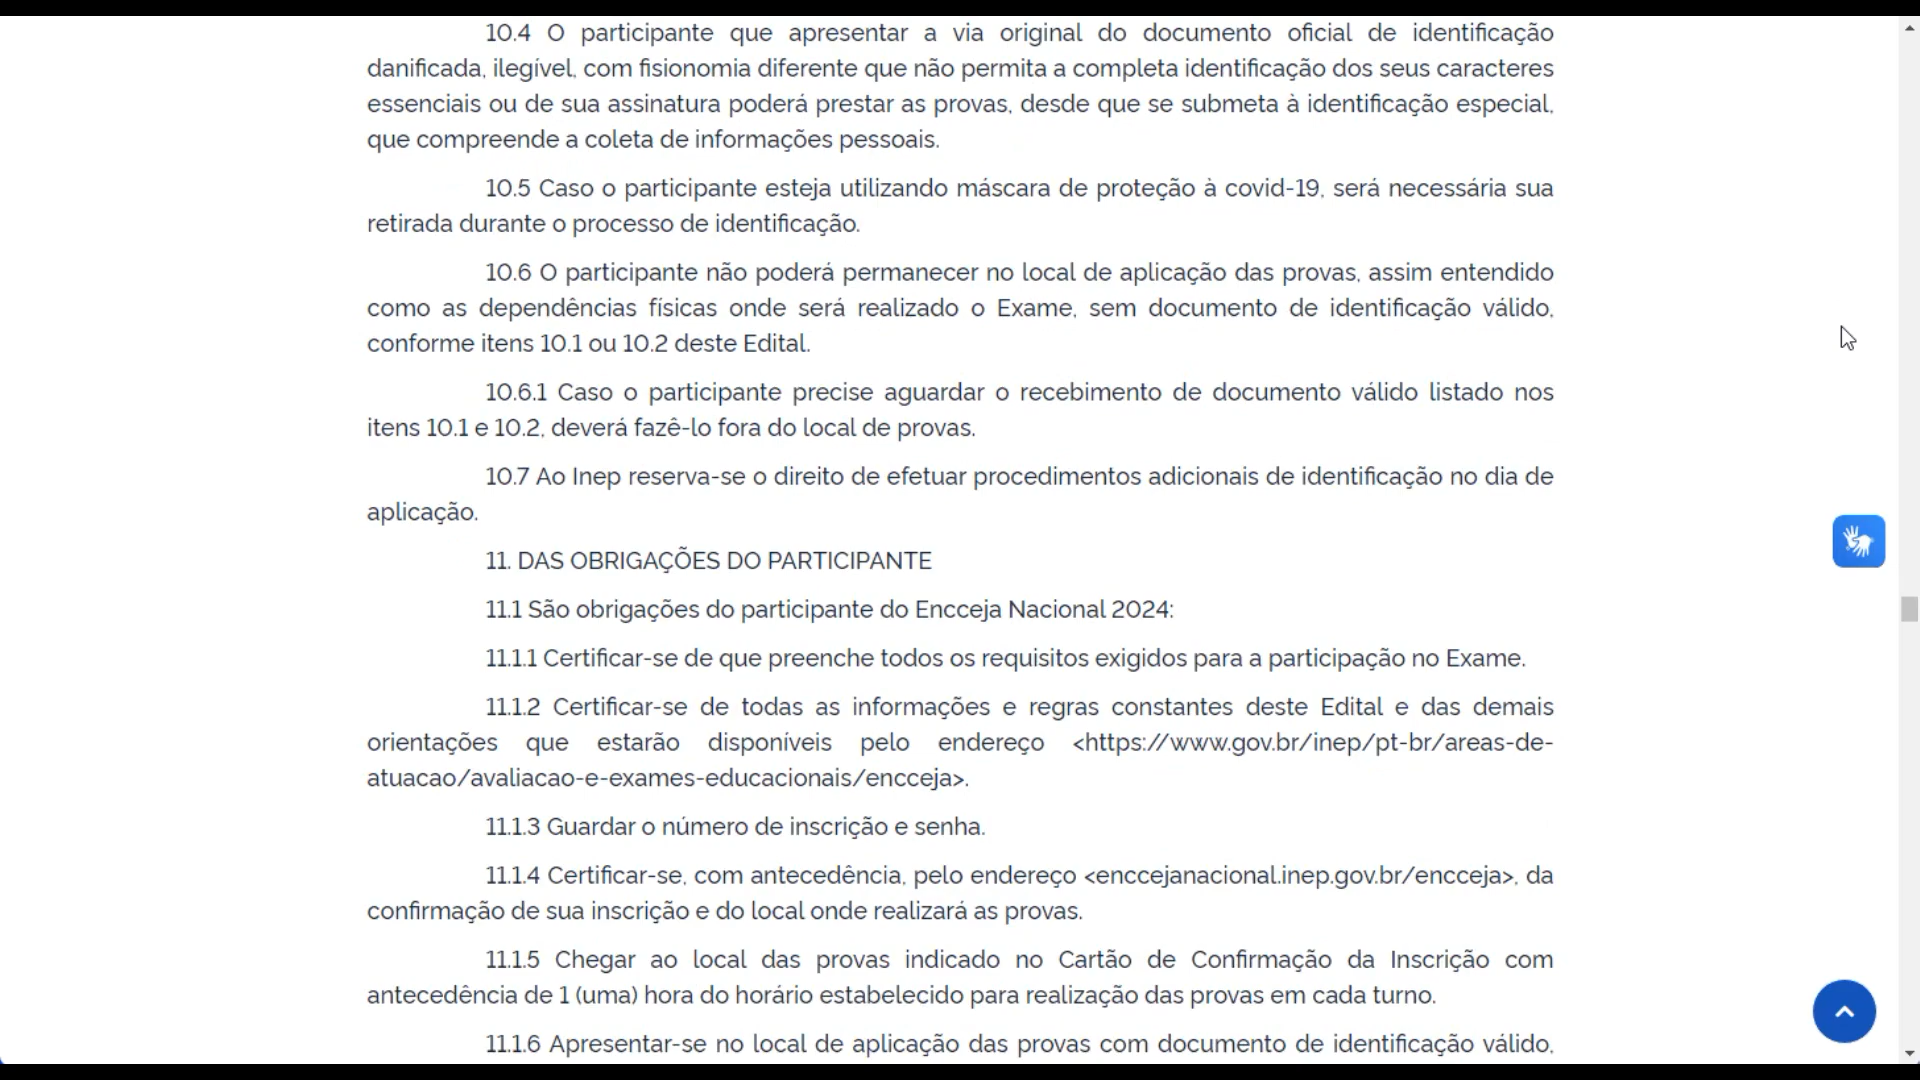 10.4 O participante que apresentar a via original do documento oficial de identificação
danificada, ilegível, com fisionomia diferente que não permita a completa identificação dos seus caracteres
essenciais ou de sua assinatura poderá prestar as provas, desde que se submeta à identificação especial,
que compreende a coleta de informações pessoais.
10.5 Caso o participante esteja utilizando máscara de proteção à covid-19, será necessária sua
retirada durante o processo de identificação.
10.6 O participante não poderá permanecer no local de aplicação das provas, assim entendido
como as dependências físicas onde será realizado o Exame, sem documento de identificação válido,
conforme itens 10.1 ou 10.2 deste Edital.
10.6.1 Caso o participante precise aguardar o recebimento de documento válido listado nos
itens 10.1 e 10.2, deverá fazê-lo fora do local de provas.
10.7 Ao Inep reserva-se o direito de efetuar procedimentos adicionais de identificação no dia de
aplicação.
11. DAS OBRIGAÇÕES DO PARTICIPANTE
11.1 São obrigações do participante do Encceja Nacional 2024:
11.1.1 Certificar-se de que preenche todos os requisitos exigidos para a participação no Exame.
11.1.2 Certificar-se de todas as informações e regras constantes deste Edital e das demais
orientações que estarão disponíveis pelo endereço <https://www.gov.br/inep/pt-br/areas-de-
atuacao/avaliacao-e-exames-educacionais/encceja>.
11.1.3 Guardar o número de inscrição e senha.
11.1.4 Certificar-se, com antecedência, pelo endereço <enccejanacional.inep.gov.br/encceja>, da
confirmação de sua inscrição e do local onde realizará as provas.
11.1.5 Chegar ao local das provas indicado no Cartão de Confirmação da Inscrição com
antecedência de 1 (uma) hora do horário estabelecido para realização das provas em cada turno.
11.1.6 Apresentar-se no local de aplicação das provas com documento de identificação válido,